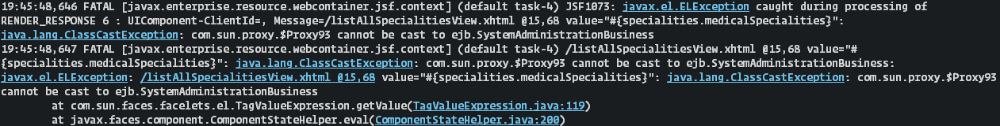 19:45:48,646 FATAL [javax.enterprise.resource.webcontainer.jsf.context] (default task-4) JSF1073: javax.el.ELException caught during processing of
RENDER_RESPONSE 6 : UIComponent-ClientId=, Message=/listAllSpecialitiesView.xhtml @15,68 value="#{specialities.medicalSpecialities}":
java.lang.ClassCastException: com.sun.proxy.$Proxy93 cannot be cast to ejb.SystemAdministrationBusiness
19:45:48,647 FATAL [javax.enterprise.resource.webcontainer.jsf.context] (default task-4) /listAllSpecialitiesView.xhtml @15,68 value="#
{specialities.medicalSpecialities}": java.lang.ClassCastException: com.sun.proxy.$Proxy93 cannot be cast to ejb.SystemAdministrationBusiness:
javax.el.ELException: /listAllSpecialitiesView.xhtml @15,68 value="#{specialities.medicalSpecialities}": java.lang.ClassCastException: com.sun.proxy.$Proxy93
cannot be cast to ejb.SystemAdministrationBusiness
at com.sun.faces.facelets.el.TagValueExpression.getValue(TagValueExpression.java:119)
at javax.faces.component.ComponentStateHelper.eval(ComponentStateHelper.java:200)